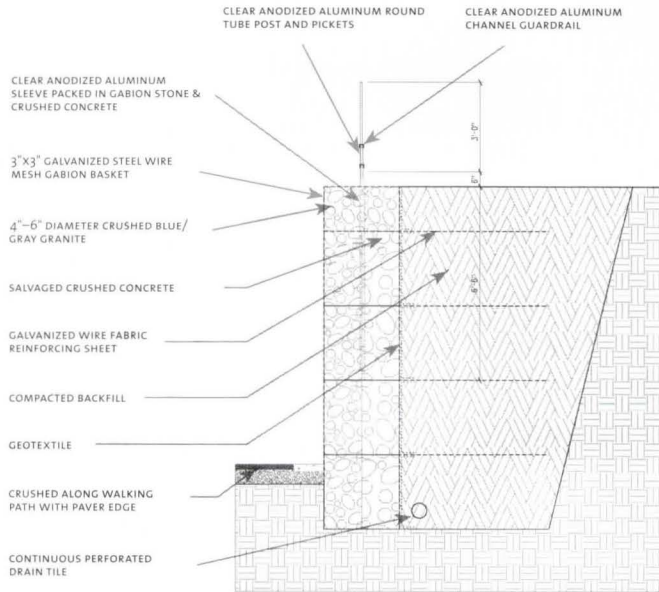 CLEAR ANODIZED ALUMINUM ROUND
TUBE POST AND PICKETS
CLEAR ANODIZED ALUMINUM
CHANNEL GUARDRAIL
CLEAR ANODIZED ALUMINUM
SLEEVE PACKED IN GABION STONE &
CRUSHED CONCRETE
3"X3" GALVANIZED STEEL WIRE
MESH GABION BASKET
4"–6" DIAMETER CRUSHED BLUE/
GRAY GRANITE
SALVAGED CRUSHED CONCRETE
GALVANIZED WIRE FABRIC
REINFORCING SHEET
COMPACTED BACKFILL
GEOTEXTILE
CRUSHED ALONG WALKING
PATH WITH PAVER EDGE
CONTINUOUS PERFORATED
DRAIN TILE
3'-0"
6"